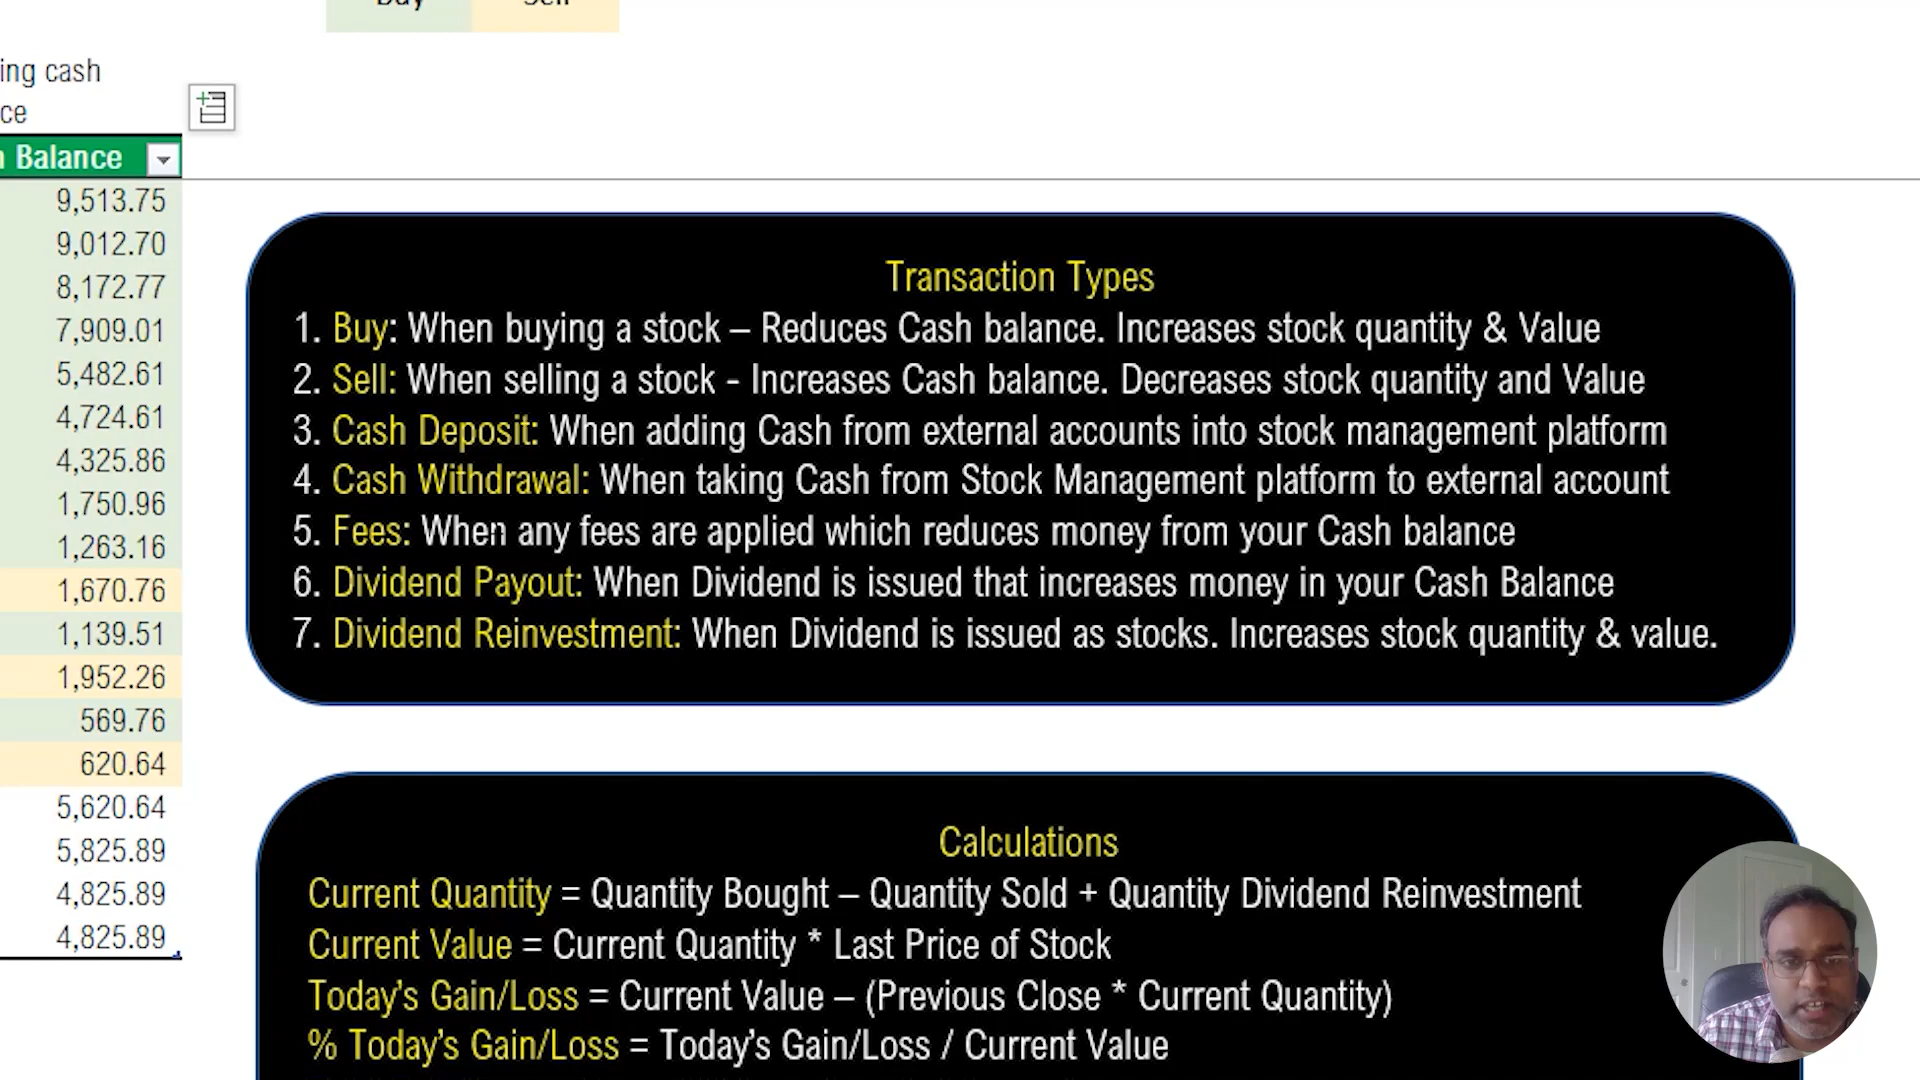 Buy Sell
ing cash
ce
Balance
9,513.75
9,012.70
8,172.77
7,909.01
5,482.61
4,724.61
4,325.86
1,750.96
1,263.16
1,670.76
1,139.51
1,952.26
569.76
620.64
5,620.64
5,825.89
4,825.89
4,825.89
Transaction Types
1. Buy: When buying a stock – Reduces Cash balance. Increases stock quantity & Value
2. Sell: When selling a stock - Increases Cash balance. Decreases stock quantity and Value
3. Cash Deposit: When adding Cash from external accounts into stock management platform
4. Cash Withdrawal: When taking Cash from Stock Management platform to external account
5. Fees: When any fees are applied which reduces money from your Cash balance
6. Dividend Payout: When Dividend is issued that increases money in your Cash Balance
7. Dividend Reinvestment: When Dividend is issued as stocks. Increases stock quantity & value.
Calculations
Current Quantity = Quantity Bought – Quantity Sold + Quantity Dividend Reinvestment
Current Value = Current Quantity * Last Price of Stock
Today's Gain/Loss = Current Value – (Previous Close * Current Quantity)
% Today's Gain/Loss = Today's Gain/Loss / Current Value